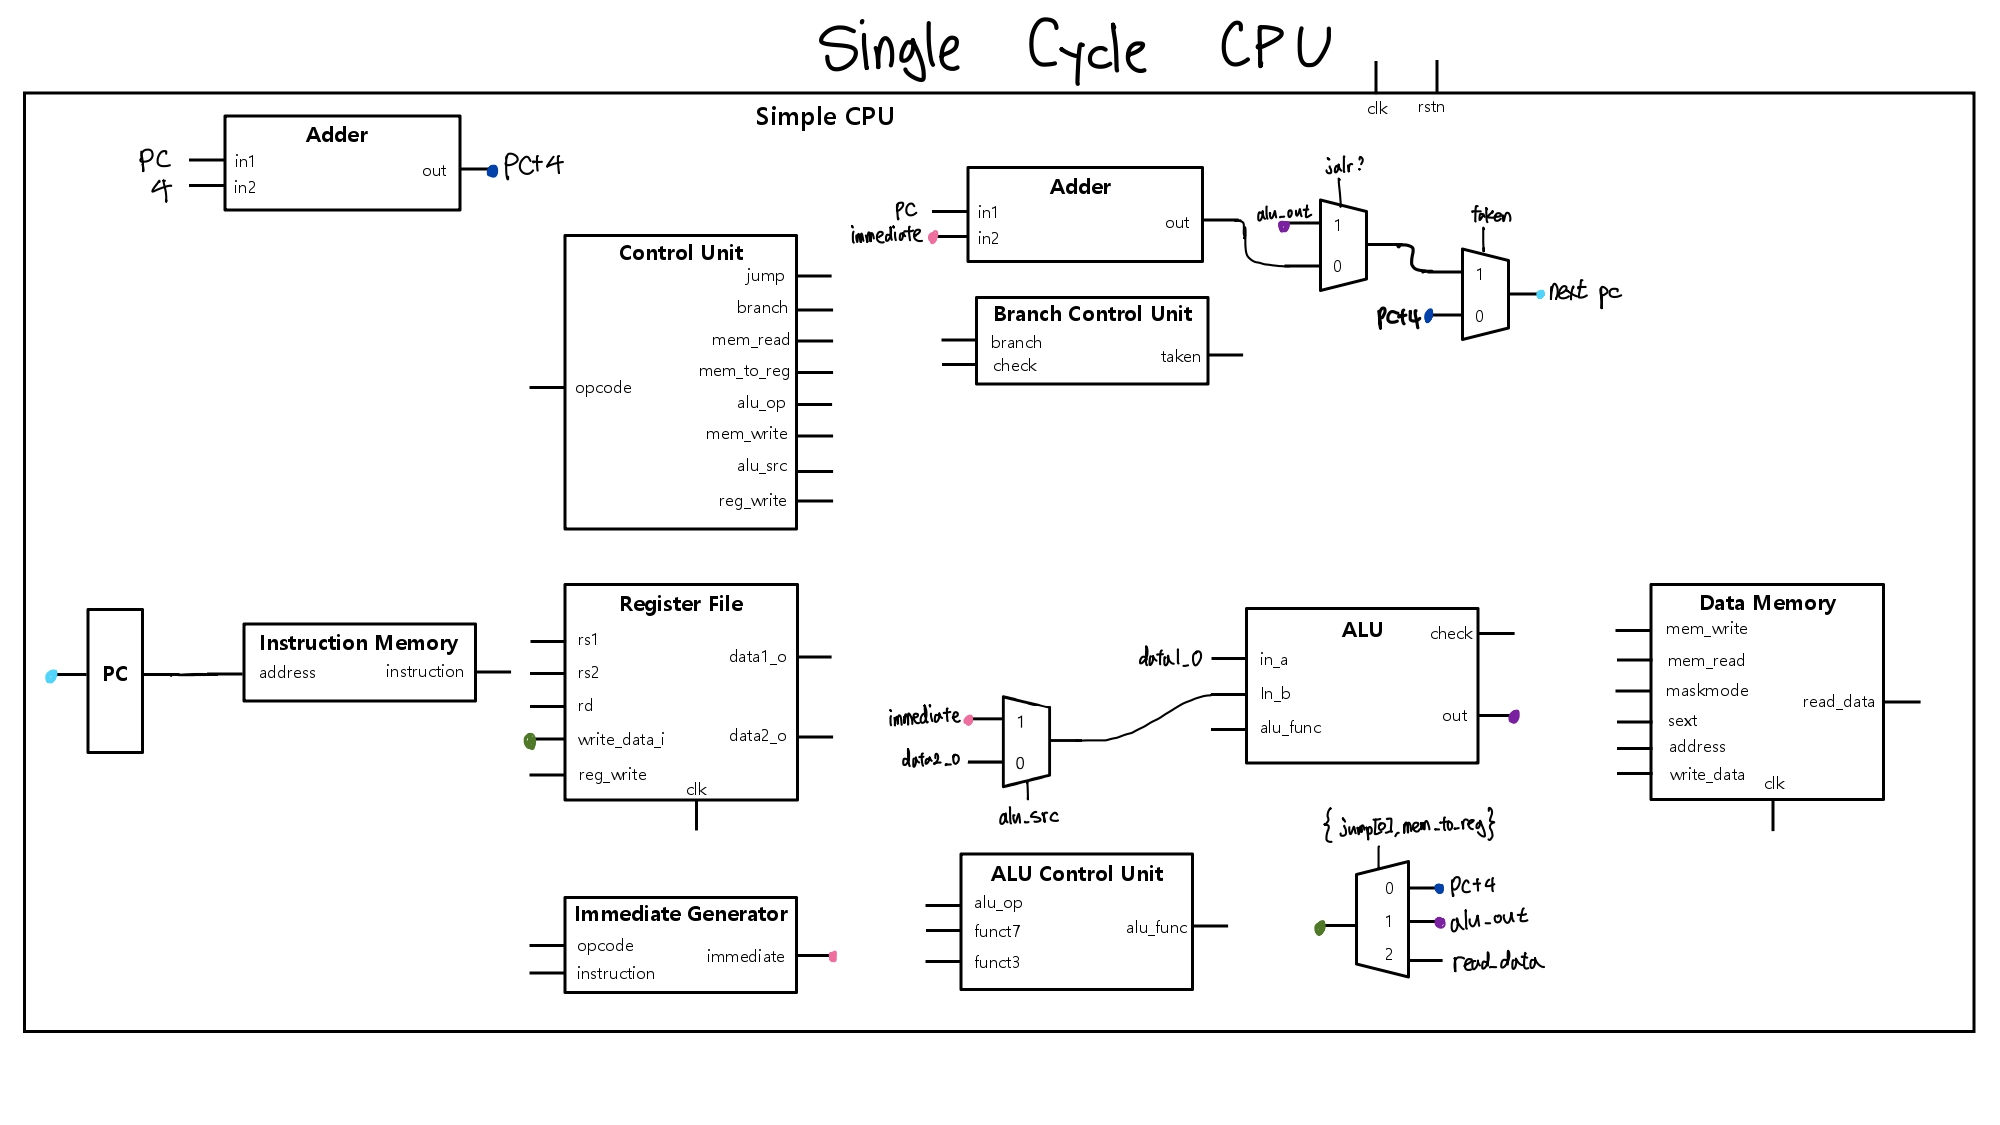 Single Cycle CPU
clk
rstn
Simple CPU
Adder
PC
in1
4
in2
out
PC+4
Control Unit
jump
branch
mem_read
mem_to_reg
opcode
alu_op
mem_write
alu_src
reg_write
Adder
PC
in1
immediate
in2
out
jalr?
alu_out
1
0
taken
1
PC+4
0
next pc
Branch Control Unit
branch
check
taken
PC
Instruction Memory
address
instruction
Register File
rs1
rs2
rd
write_data_i
reg_write
data1_o
data2_o
clk
immediate
1
data2_o
0
alu_src
ALU
check
data1_o
in_a
In_b
alu_func
out
Data Memory
mem_write
mem_read
maskmode
sext
address
write_data
read_data
clk
Immediate Generator
opcode
instruction
immediate
ALU Control Unit
alu_op
funct7
funct3
alu_func
{jump[0], mem_to_reg}
0
PC+4
1
alu_out
2
read_data